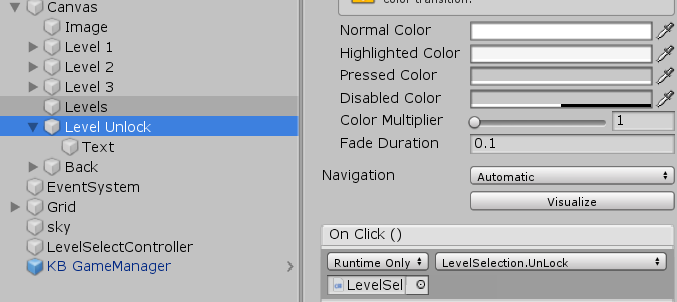 Canvas
Image
Level 1
Level 2
Level 3
Levels
Level Unlock
Text
Back
EventSystem
Grid
sky
LevelSelectController
KB GameManager
color transition.
Normal Color
Highlighted Color
Pressed Color
Disabled Color
Color Multiplier 1
Fade Duration 0.1
Navigation Automatic
Visualize
On Click ()
Runtime Only LevelSelection.UnLock
LevelSel